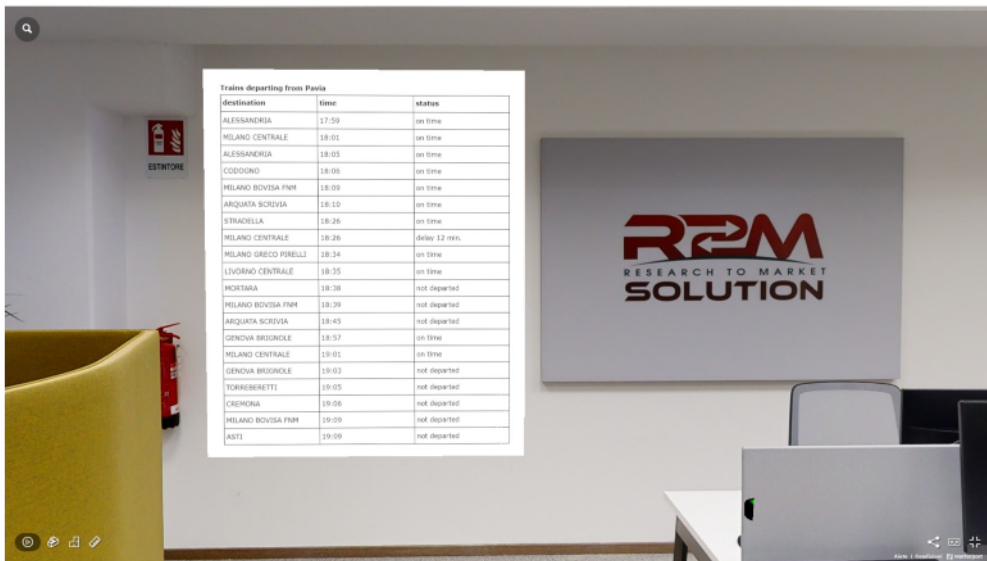 ESTINTORE
Trains departing from Pavia
destination time status
ALESSANDRIA 17:59 on time
MILANO CENTRALE 18:01 on time
ALESSANDRIA 18:05 on time
CODOGNO 18:06 on time
MILANO BOVISA FNM 18:09 on time
ARQUATA SCRIVIA 18:10 on time
STRADELLA 18:26 on time
MILANO CENTRALE 18:26 delay 12 min.
MILANO GRECO PIRELLI 18:34 on time
LIVORNO CENTRALE 18:35 on time
MORTARA 18:38 not departed
MILANO BOVISA FNM 18:39 not departed
ARQUATA SCRIVIA 18:45 not departed
GENOVA BRIGNOLE 18:57 on time
MILANO CENTRALE 19:01 on time
GENOVA BRIGNOLE 19:03 not departed
TORREBERETTI 19:05 not departed
CREMONA 19:06 not departed
MILANO BOVISA FNM 19:09 not departed
ASTI 19:09 not departed
R2M
RESEARCH TO MARKET
SOLUTION
matterport